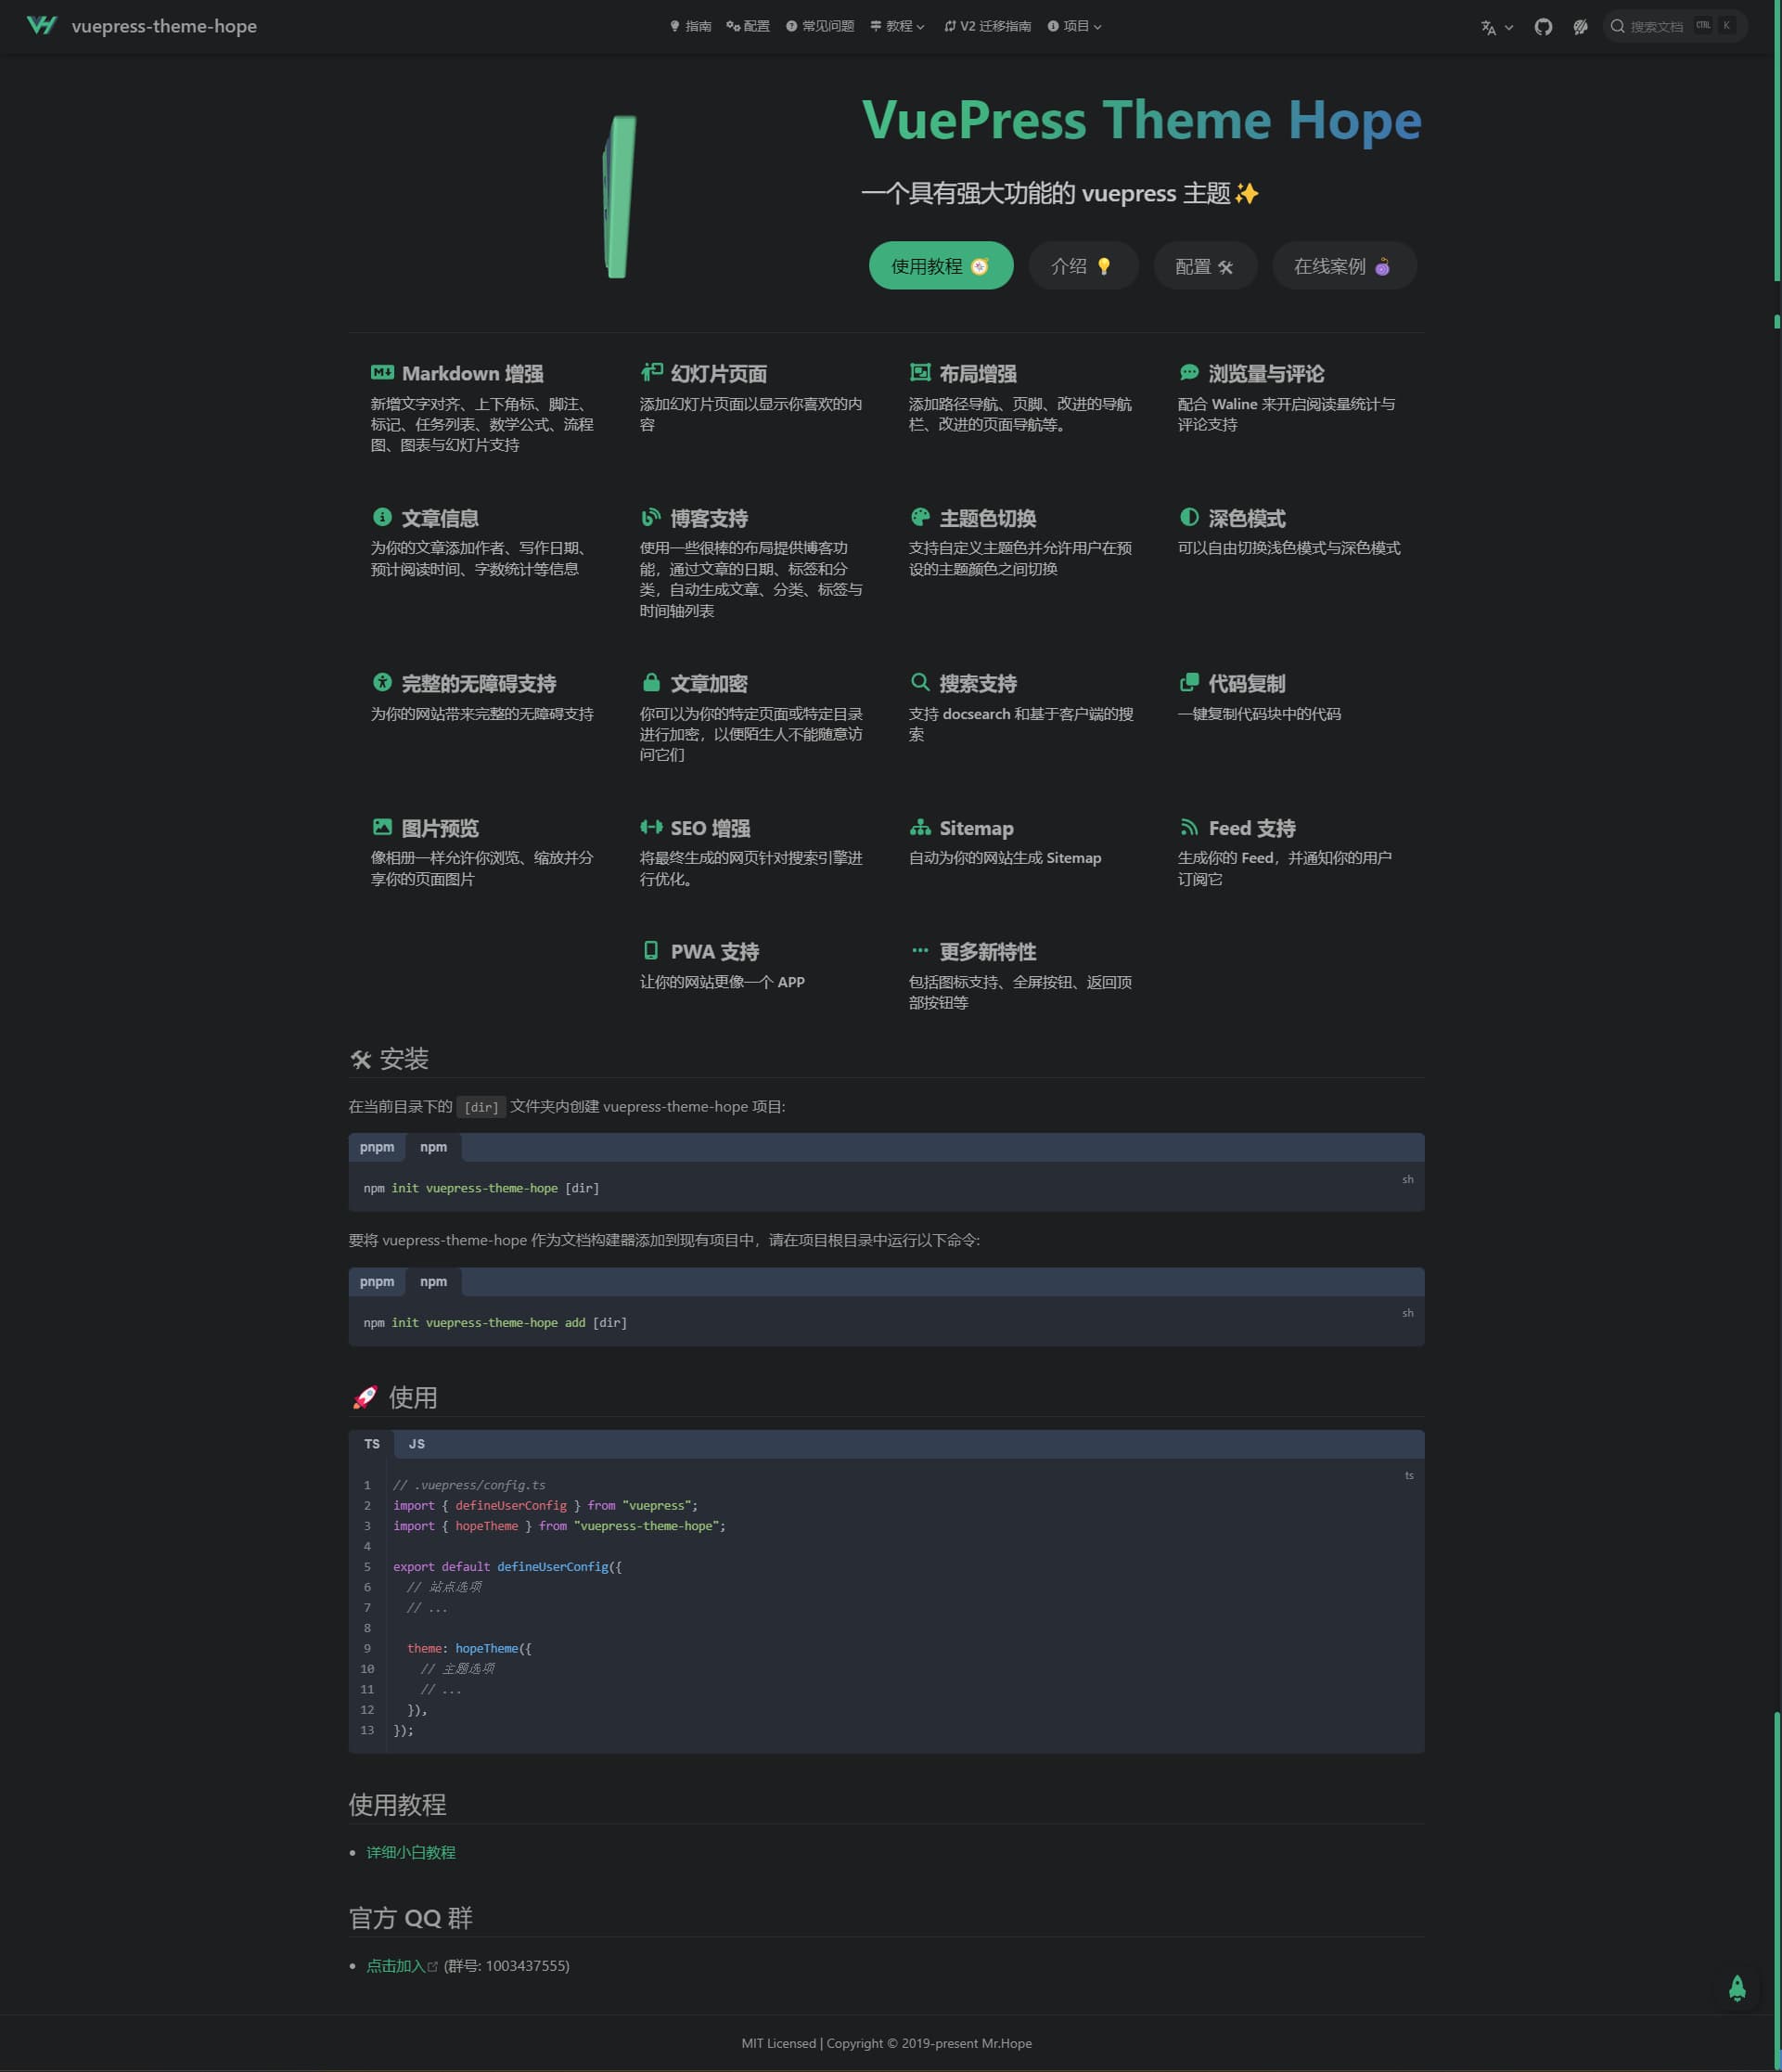 vuepress-theme-hope
指南 配置 常见问题 教程 V2 迁移指南 项目
搜索文档 CTRL K
VuePress Theme Hope
一个具有强大功能的 vuepress 主题✨
使用教程 🧭 介绍 💡 配置 🛠 在线案例 💣
Markdown 增强
新增文字对齐、上下角标、脚注、
标记、任务列表、数学公式、流程
图、图表与幻灯片支持
幻灯片页面
添加幻灯片页面以显示你喜欢的内
容
布局增强
添加路径导航、页脚、改进的导航
栏、改进的页面导航等。
浏览量与评论
配合 Waline 来开启阅读量统计与
评论支持
文章信息
为你的文章添加作者、写作日期、
预计阅读时间、字数统计等信息
博客支持
使用一些很棒的布局提供博客功
能，通过文章的日期、标签和分
类，自动生成文章、分类、标签与
时间轴列表
主题色切换
支持自定义主题色并允许用户在预
设的主题颜色之间切换
深色模式
可以自由切换浅色模式与深色模式
完整的无障碍支持
为你的网站带来完整的无障碍支持
文章加密
你可以为你的特定页面或特定目录
进行加密，以便陌生人不能随意访
问它们
搜索支持
支持 docsearch 和基于客户端的搜
索
代码复制
一键复制代码块中的代码
图片预览
像相册一样允许你浏览、缩放并分
享你的页面图片
SEO 增强
将最终生成的网页针对搜索引擎进
行优化。
Sitemap
自动为你的网站生成 Sitemap
Feed 支持
生成你的 Feed，并通知你的用户
订阅它
PWA 支持
让你的网站更像一个 APP
更多新特性
包括图标支持、全屏按钮、返回顶
部按钮等
🛠 安装
在当前目录下的 [dir] 文件夹内创建 vuepress-theme-hope 项目:
pnpm npm
sh
npm init vuepress-theme-hope [dir]
要将 vuepress-theme-hope 作为文档构建器添加到现有项目中，请在项目根目录中运行以下命令:
pnpm npm
sh
npm init vuepress-theme-hope add [dir]
🚀 使用
TS JS
ts
1 // .vuepress/config.ts
2 import { defineUserConfig } from "vuepress";
3 import { hopeTheme } from "vuepress-theme-hope";
4
5 export default defineUserConfig({
6 // 站点选项
7 // ...
8
9 theme: hopeTheme({
10 // 主题选项
11 // ...
12 }),
13 });
使用教程
• 详细小白教程
官方 QQ 群
• 点击加入 (群号: 1003437555)
MIT Licensed | Copyright © 2019-present Mr.Hope